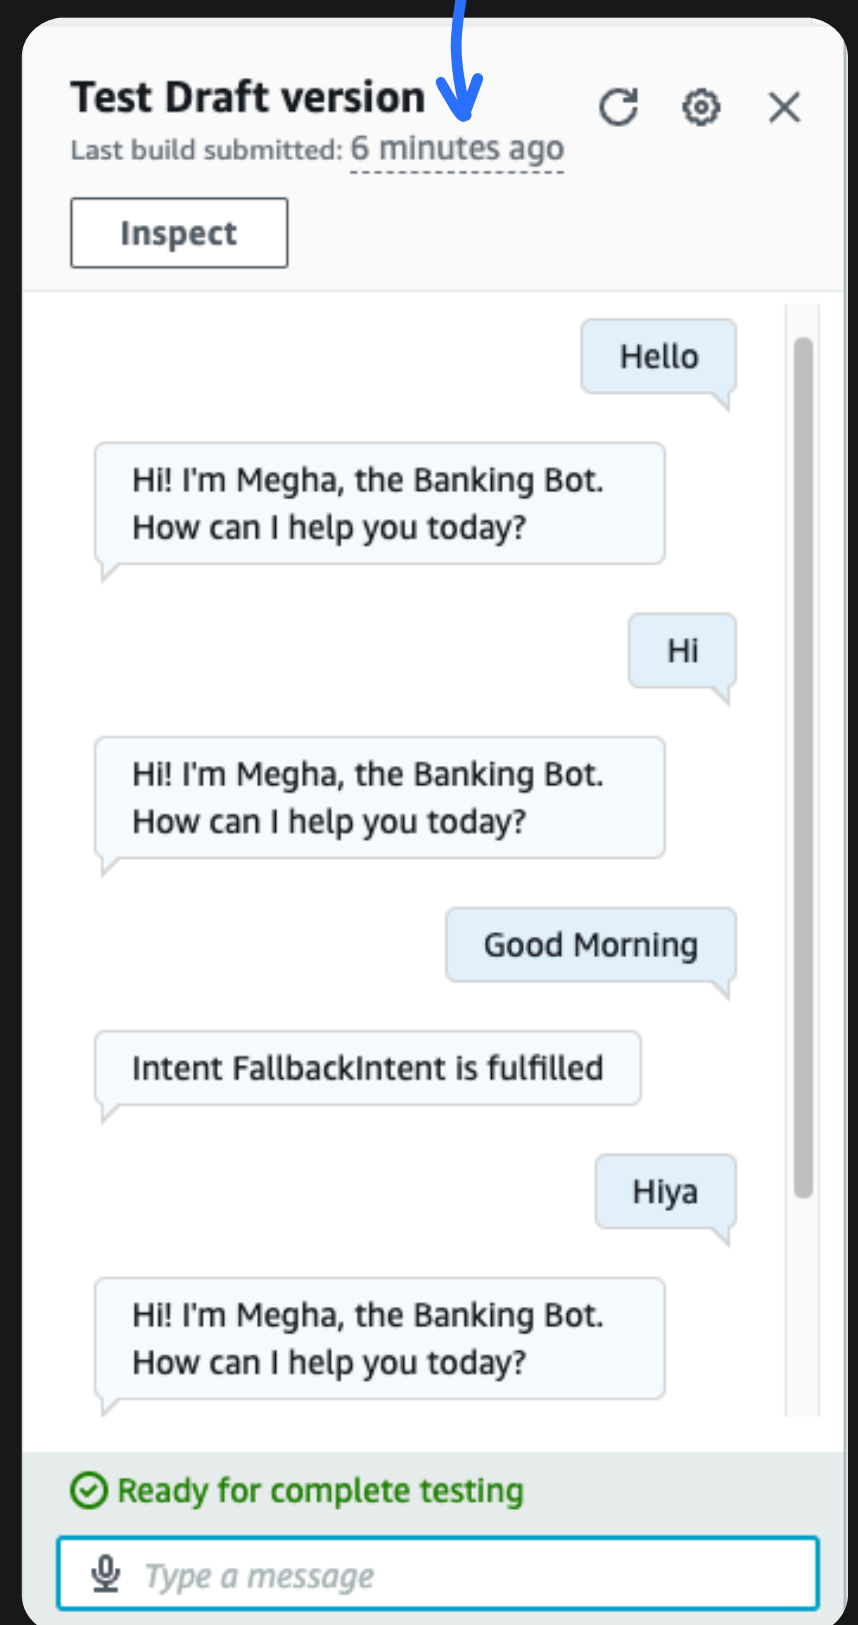 Test Draft version
Last build submitted: 6 minutes ago
Inspect
Hello
Hi! I'm Megha, the Banking Bot.
How can I help you today?
Hi
Hi! I'm Megha, the Banking Bot.
How can I help you today?
Good Morning
Intent FallbackIntent is fulfilled
Hiya
Hi! I'm Megha, the Banking Bot.
How can I help you today?
Ready for complete testing
Type a message